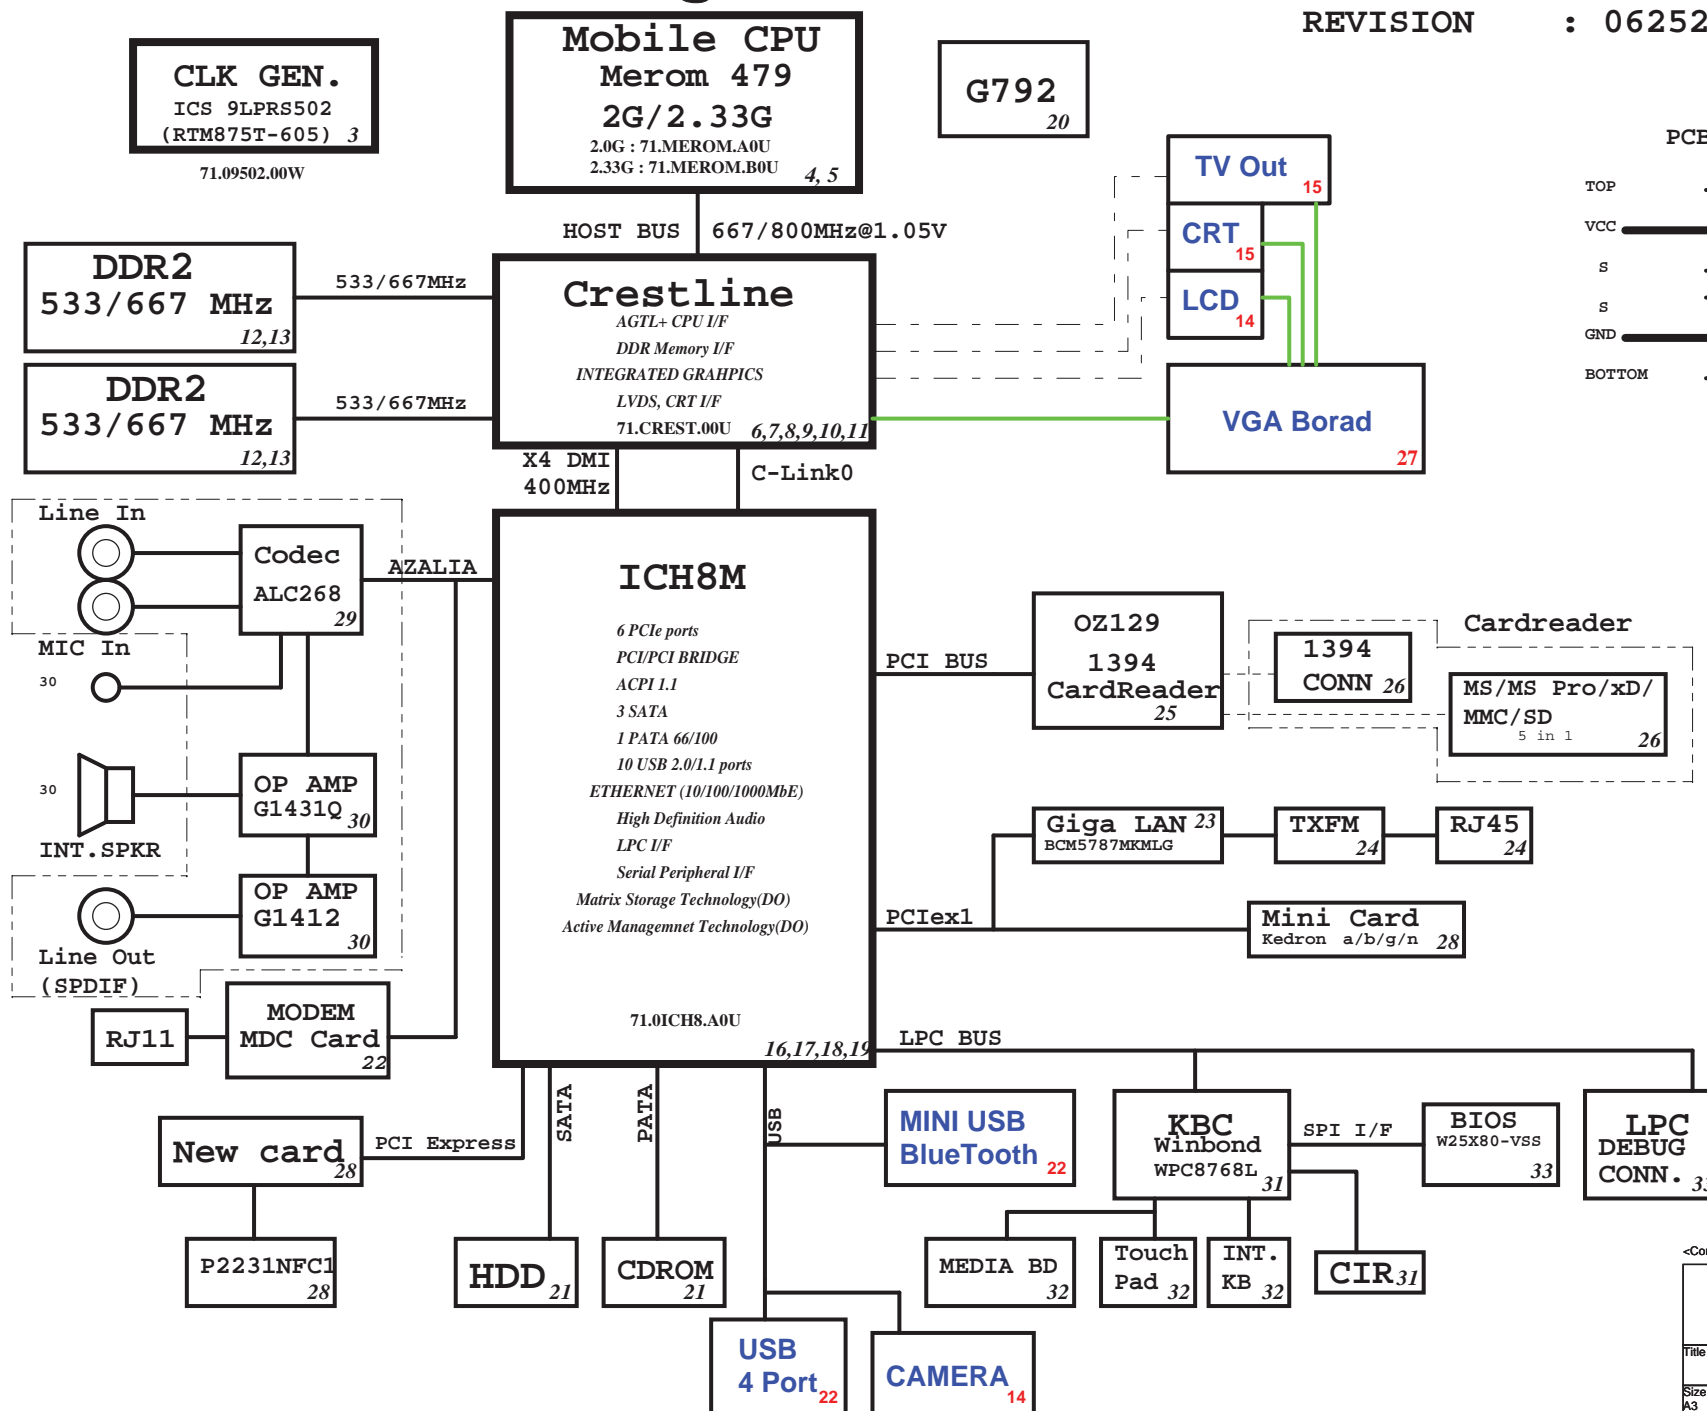 REVISION : 06252
CLK GEN.
ICS 9LPRS502
(RTM875T-605) 3
71.09502.00W
Mobile CPU
Merom 479
2G/2.33G
2.0G : 71.MEROM.A0U
2.33G : 71.MEROM.B0U
4, 5
G792
20
PCB
TOP
VCC
S
S
GND
BOTTOM
TV Out
15
CRT
15
LCD
14
HOST BUS 667/800MHz@1.05V
DDR2
533/667 MHz
12,13
533/667MHz
DDR2
533/667 MHz
12,13
533/667MHz
Crestline
AGTL+ CPU I/F
DDR Memory I/F
INTEGRATED GRAHPICS
LVDS, CRT I/F
71.CREST.00U
6,7,8,9,10,11
VGA Borad
27
X4 DMI
400MHz
C-Link0
Line In
Codec
ALC268
29
AZALIA
MIC In
30
30
OP AMP
G1431Q
30
INT.SPKR
OP AMP
G1412
30
Line Out
(SPDIF)
RJ11
MODEM
MDC Card
22
ICH8M
6 PCIe ports
PCI/PCI BRIDGE
ACPI 1.1
3 SATA
1 PATA 66/100
10 USB 2.0/1.1 ports
ETHERNET (10/100/1000MbE)
High Definition Audio
LPC I/F
Serial Peripheral I/F
Matrix Storage Technology(DO)
Active Managemnet Technology(DO)
71.0ICH8.A0U
16,17,18,19
PCI BUS
OZ129
1394
CardReader
25
1394
CONN 26
Cardreader
MS/MS Pro/xD/
MMC/SD
5 in 1
26
Giga LAN 23
BCM5787MKMLG
TXFM
24
RJ45
24
PCIex1
Mini Card
Kedron a/b/g/n 28
LPC BUS
New card
28
PCI Express
P2231NFC1
28
SATA
PATA
USB
HDD 21
CDROM
21
MINI USB
BlueTooth 22
USB
4 Port 22
CAMERA
14
KBC
Winbond
WPC8768L
31
SPI I/F
BIOS
W25X80-VSS
33
LPC
DEBUG
CONN.
MEDIA BD
32
Touch
Pad 32
INT.
KB 32
CIR 31
Title
Size
A3